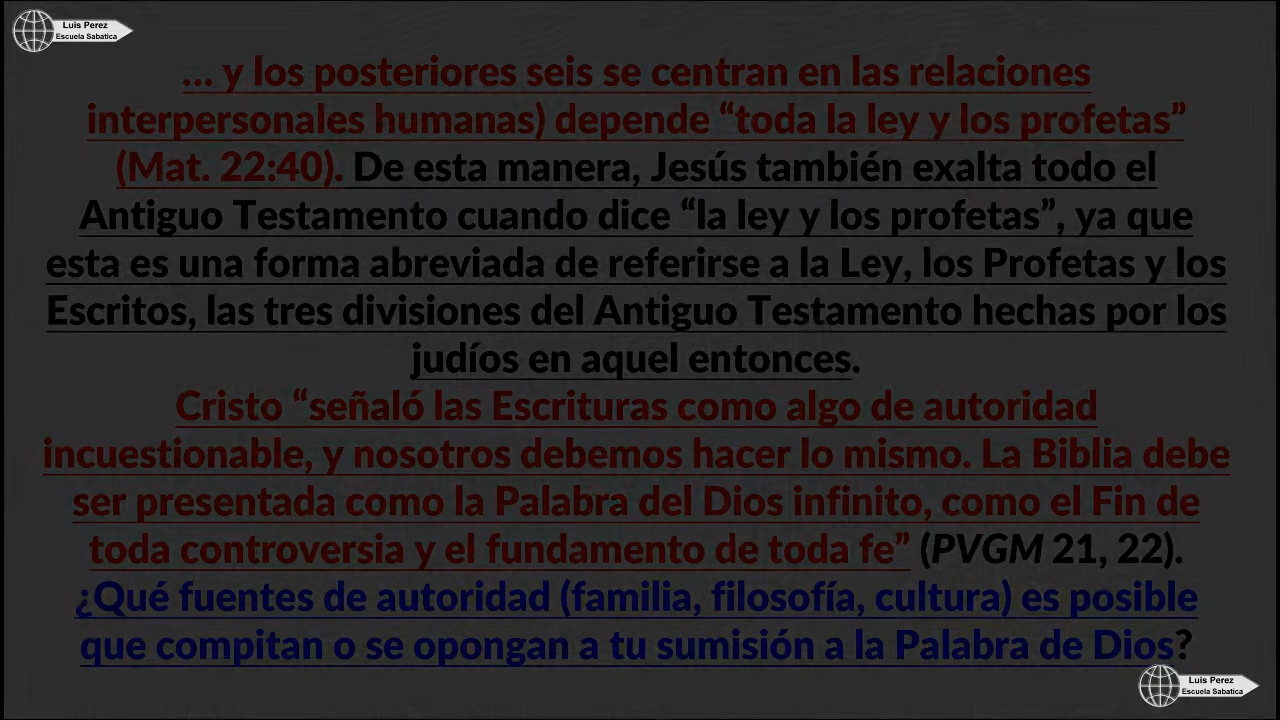 Luis Perez
Escuela Sabatica
... y los posteriores seis se centran en las relaciones
interpersonales humanas) depende “toda la ley y los profetas”
(Mat. 22:40). De esta manera, Jesús también exalta todo el
Antiguo Testamento cuando dice “la ley y los profetas”, ya que
esta es una forma abreviada de referirse a la Ley, los Profetas y los
Escritos, las tres divisiones del Antiguo Testamento hechas por los
judíos en aquel entonces.
Cristo “señaló las Escrituras como algo de autoridad
incuestionable, y nosotros debemos hacer lo mismo. La Biblia debe
ser presentada como la Palabra del Dios infinito, como el Fin de
toda controversia y el fundamento de toda fe” (PVGM 21, 22).
¿Qué fuentes de autoridad (familia, filosofía, cultura) es posible
que compitan o se opongan a tu sumisión a la Palabra de Dios?
Luis Perez
Escuela Sabatica